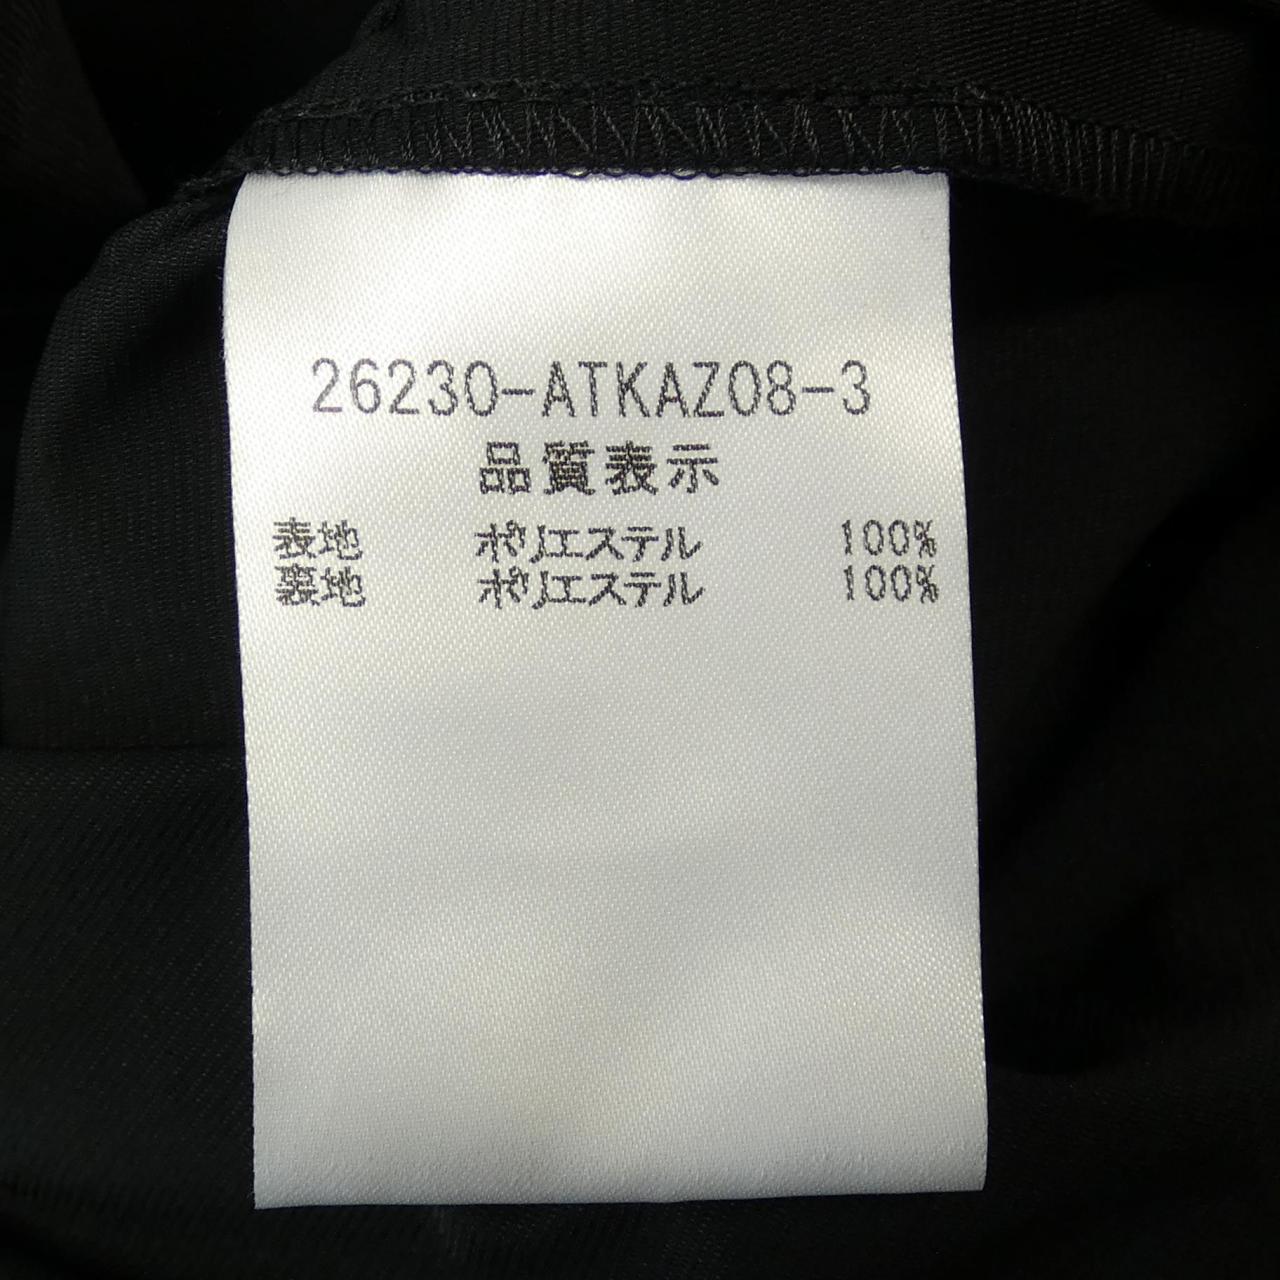 26230-ATKAZ08-3
品質表示
表地 ポリエステル 100%
裏地 ポリエステル 100%